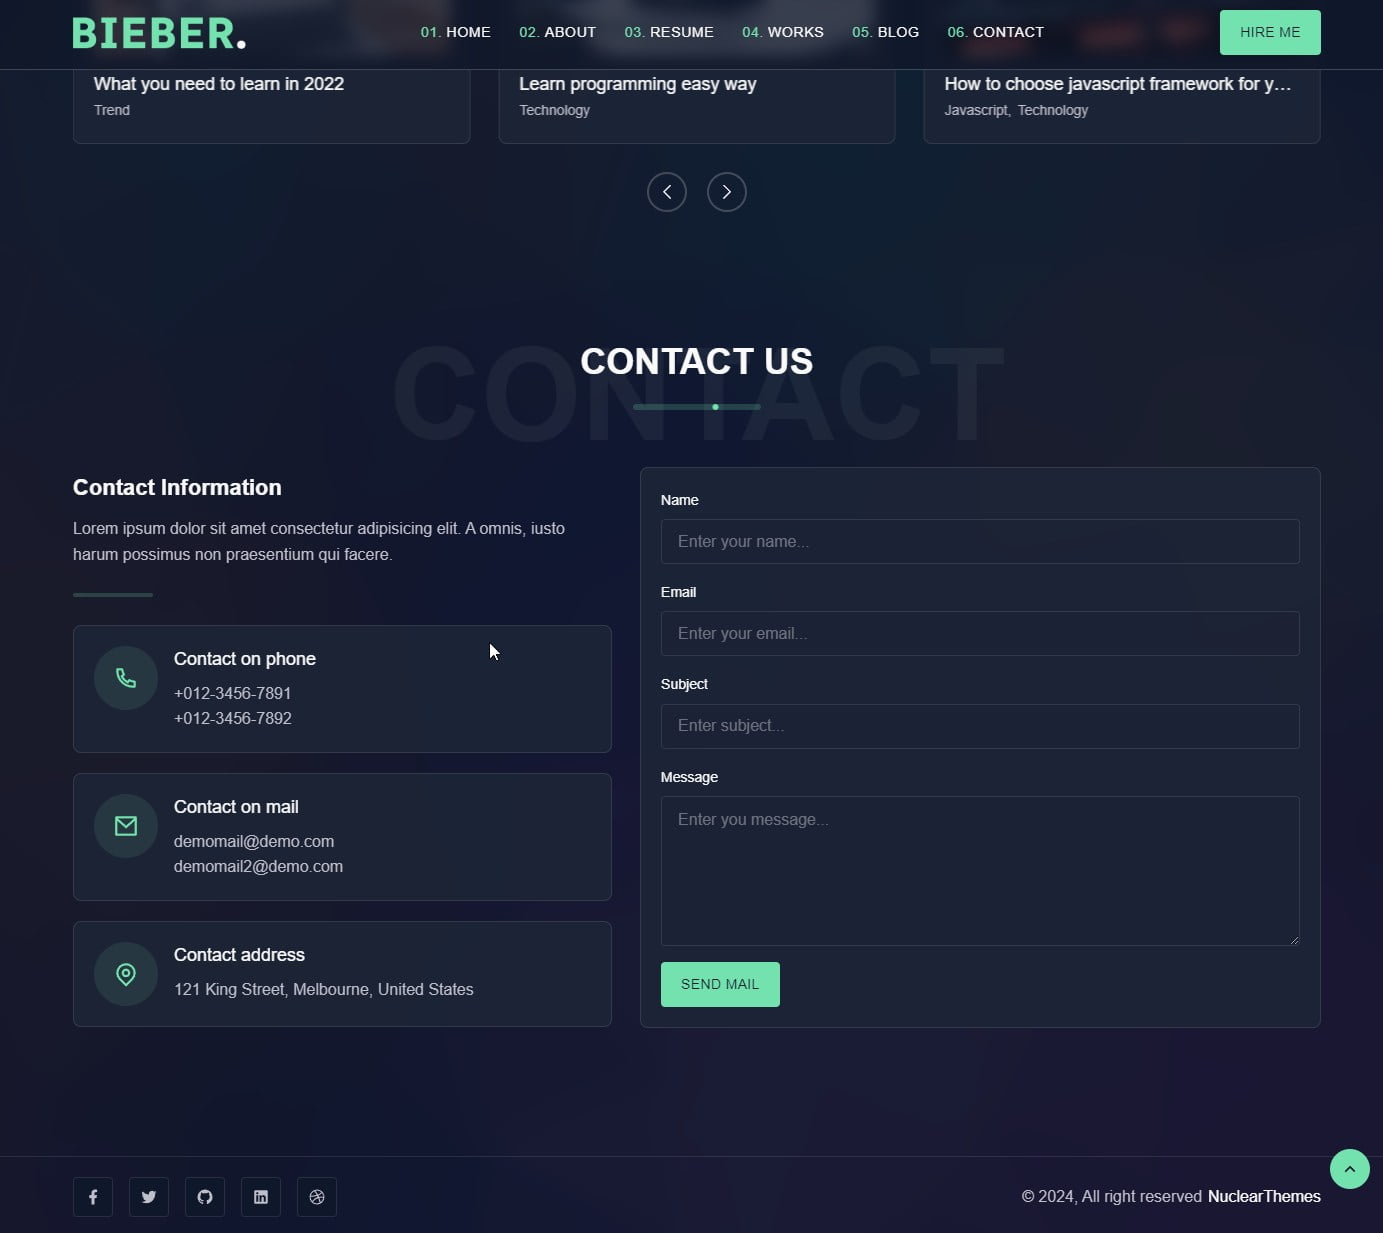 BIEBER.
01. HOME 02. ABOUT 03. RESUME 04. WORKS 05. BLOG 06. CONTACT
HIRE ME
What you need to learn in 2022
Trend
Learn programming easy way
Technology
How to choose javascript framework for y...
Javascript, Technology
CONTACT
CONTACT US
Contact Information
Lorem ipsum dolor sit amet consectetur adipisicing elit. A omnis, iusto
harum possimus non praesentium qui facere.
Contact on phone
+012-3456-7891
+012-3456-7892
Contact on mail
demomail@demo.com
demomail2@demo.com
Contact address
121 King Street, Melbourne, United States
Name
Enter your name...
Email
Enter your email...
Subject
Enter subject...
Message
Enter you message...
SEND MAIL
© 2024, All right reserved NuclearThemes